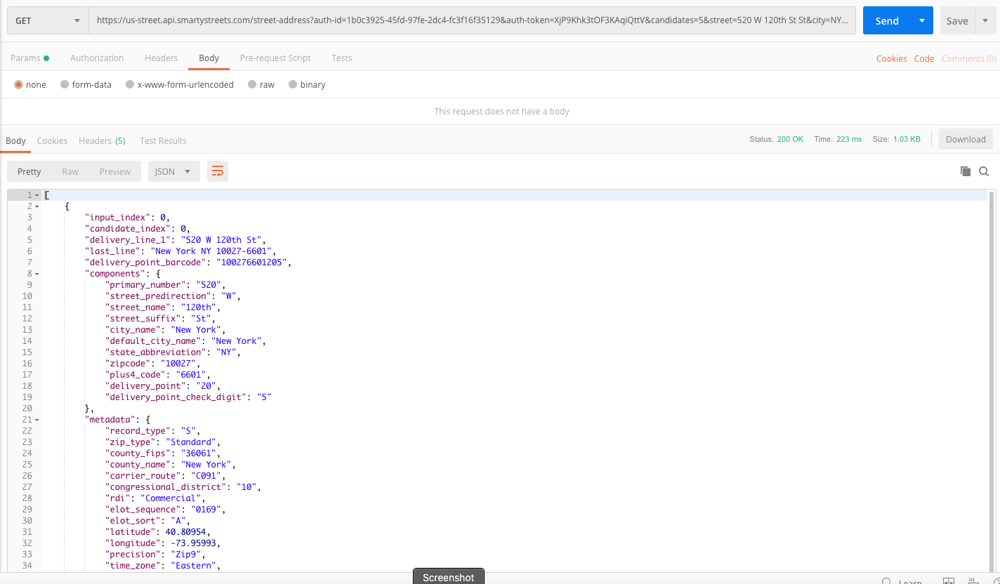 GET https://us-street.api.smartystreets.com/street-address?auth-id=1b0c3925-45fd-97fe-2dc4-fc3f16f35129&auth-token=XjP9Khk3tOF3KAqiQttV&candidates=5&street=520 W 120th St St&city=NY... Send Save
Params Authorization Headers Body Pre-request Script Tests Cookies Code Comments (0)
none form-data x-www-form-urlencoded raw binary
This request does not have a body
Body Cookies Headers (5) Test Results Status: 200 OK Time: 223 ms Size: 1.03 KB Download
Pretty Raw Preview JSON
1 [
2 {
3 "input_index": 0,
4 "candidate_index": 0,
5 "delivery_line_1": "520 W 120th St",
6 "last_line": "New York NY 10027-6601",
7 "delivery_point_barcode": "100276601205",
8 "components": {
9 "primary_number": "520",
10 "street_predirection": "W",
11 "street_name": "120th",
12 "street_suffix": "St",
13 "city_name": "New York",
14 "default_city_name": "New York",
15 "state_abbreviation": "NY",
16 "zipcode": "10027",
17 "plus4_code": "6601",
18 "delivery_point": "20",
19 "delivery_point_check_digit": "5"
20 },
21 "metadata": {
22 "record_type": "S",
23 "zip_type": "Standard",
24 "county_fips": "36061",
25 "county_name": "New York",
26 "carrier_route": "C091",
27 "congressional_district": "10",
28 "rdi": "Commercial",
29 "elot_sequence": "0169",
30 "elot_sort": "A",
31 "latitude": 40.80954,
32 "longitude": -73.95993,
33 "precision": "Zip9",
34 "time_zone": "Eastern",
Screenshot
Learn